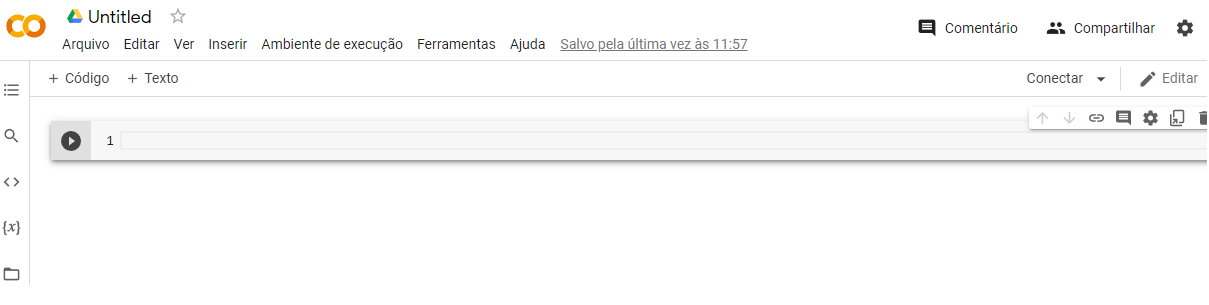 Untitled
Arquivo Editar Ver Inserir Ambiente de execução Ferramentas Ajuda Salvo pela última vez às 11:57
Comentário Compartilhar
+ Código + Texto
Conectar Editar
1
{x}